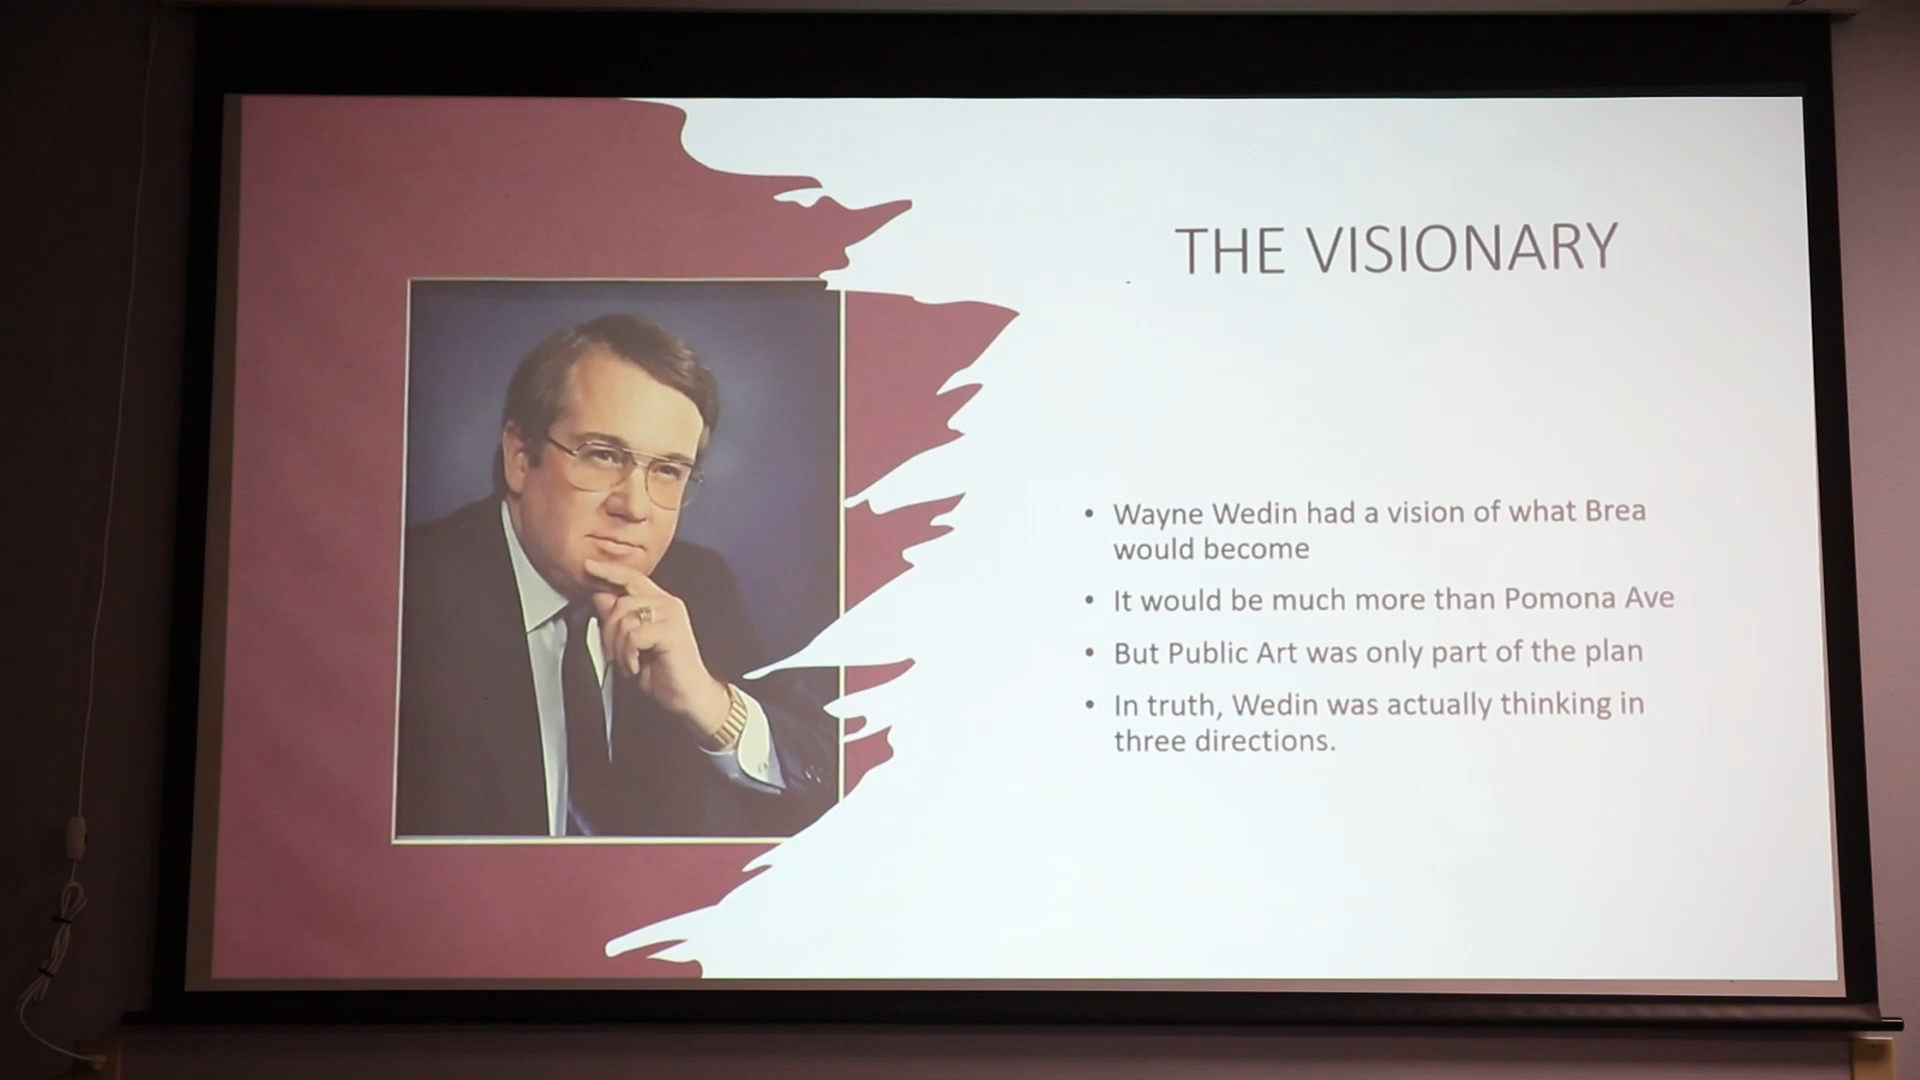 THE VISIONARY
• Wayne Wedin had a vision of what Brea
would become
• It would be much more than Pomona Ave
• But Public Art was only part of the plan
• In truth, Wedin was actually thinking in
three directions.